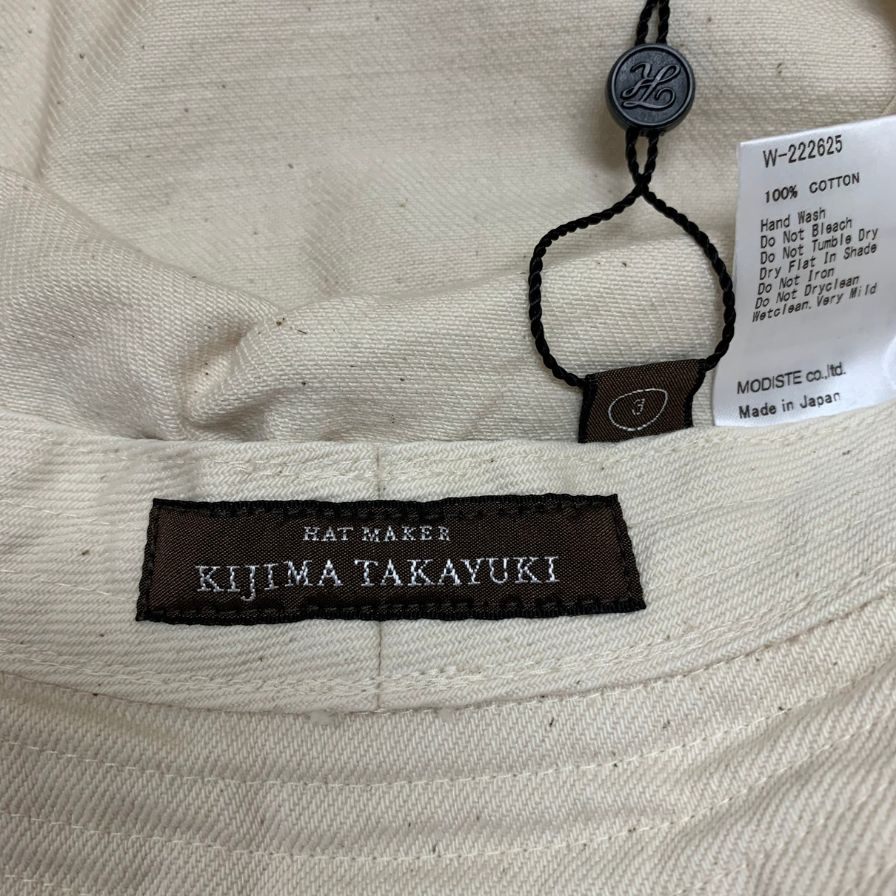 HL
W-222625
100% COTTON
Hand Wash
Do Not Bleach
Do Not Tumble Dry
Dry Flat In Shade
Do Not Iron
Do Not Dryclean
Wetclean, Very Mild
MODISTE co.,ltd.
Made in Japan
3
HAT MAKER
KIJIMA TAKAYUKI